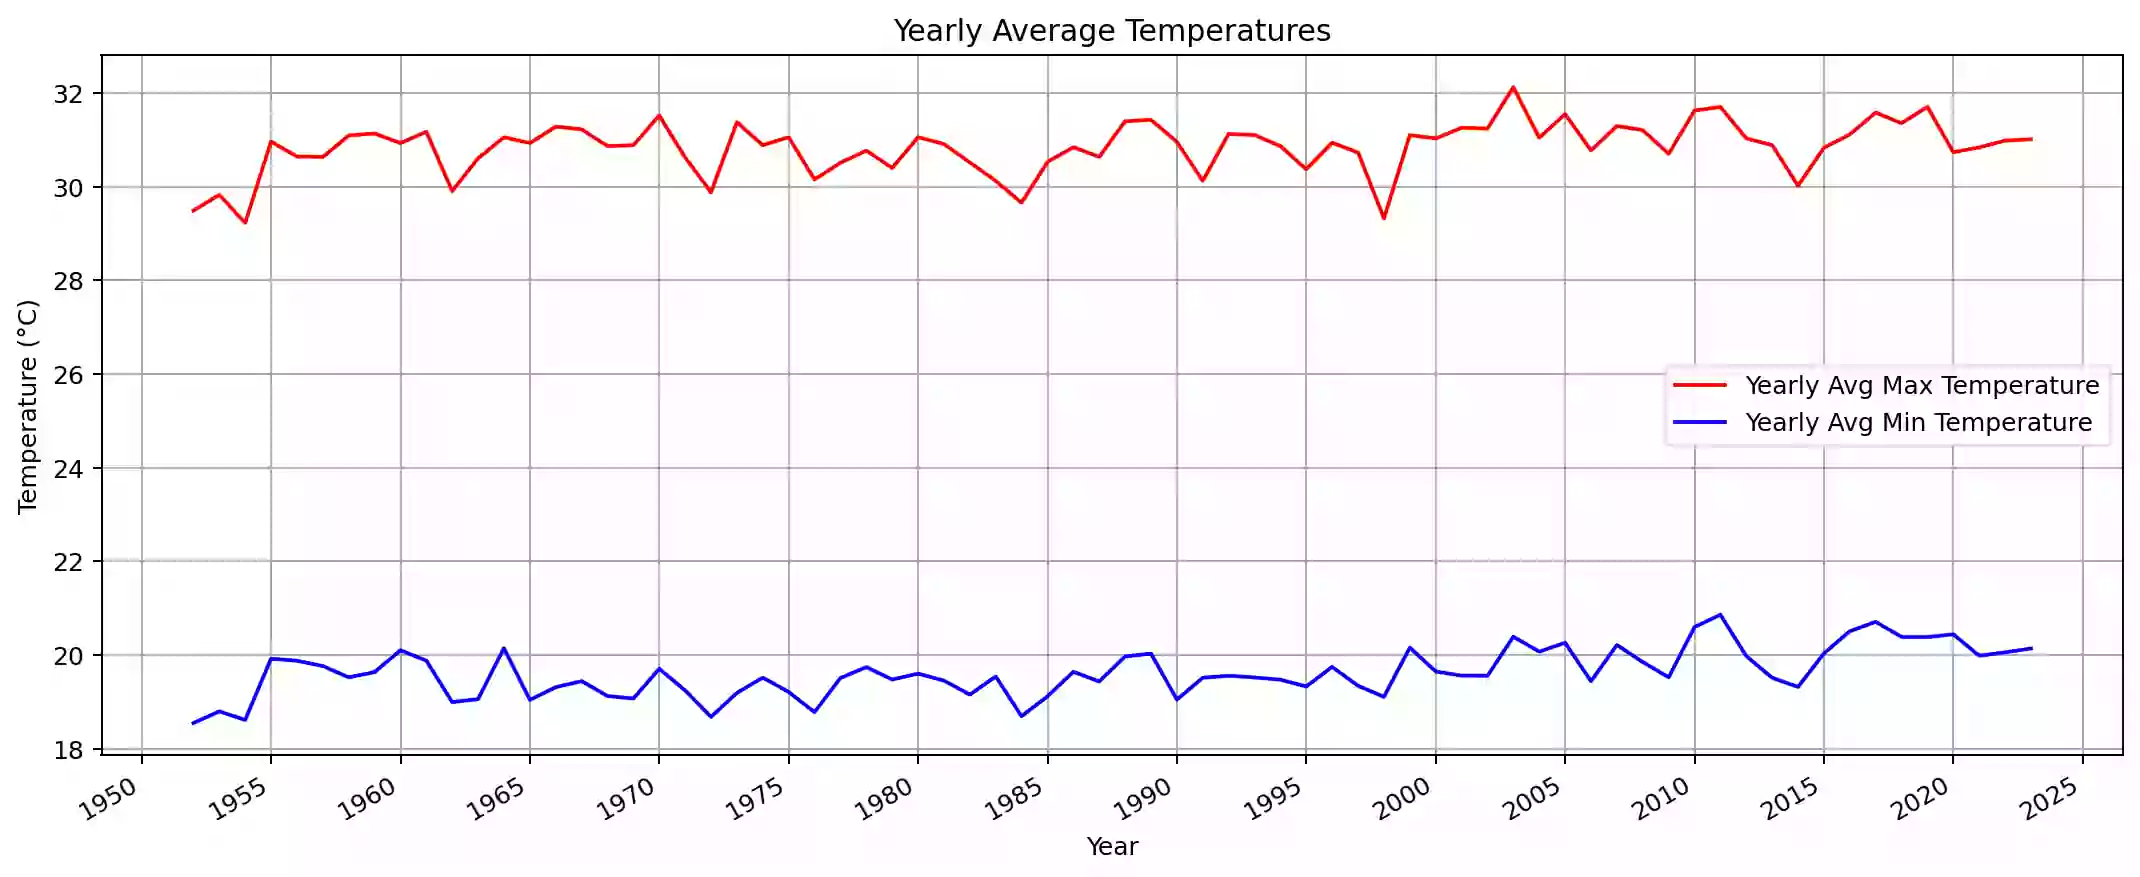 Yearly Average Temperatures
Temperature (°C)
32
30
28
26
24
22
20
18
Yearly Avg Max Temperature
Yearly Avg Min Temperature
1950 1955 1960 1965 1970 1975 1980 1985 1990 1995 2000 2005 2010 2015 2020 2025
Year